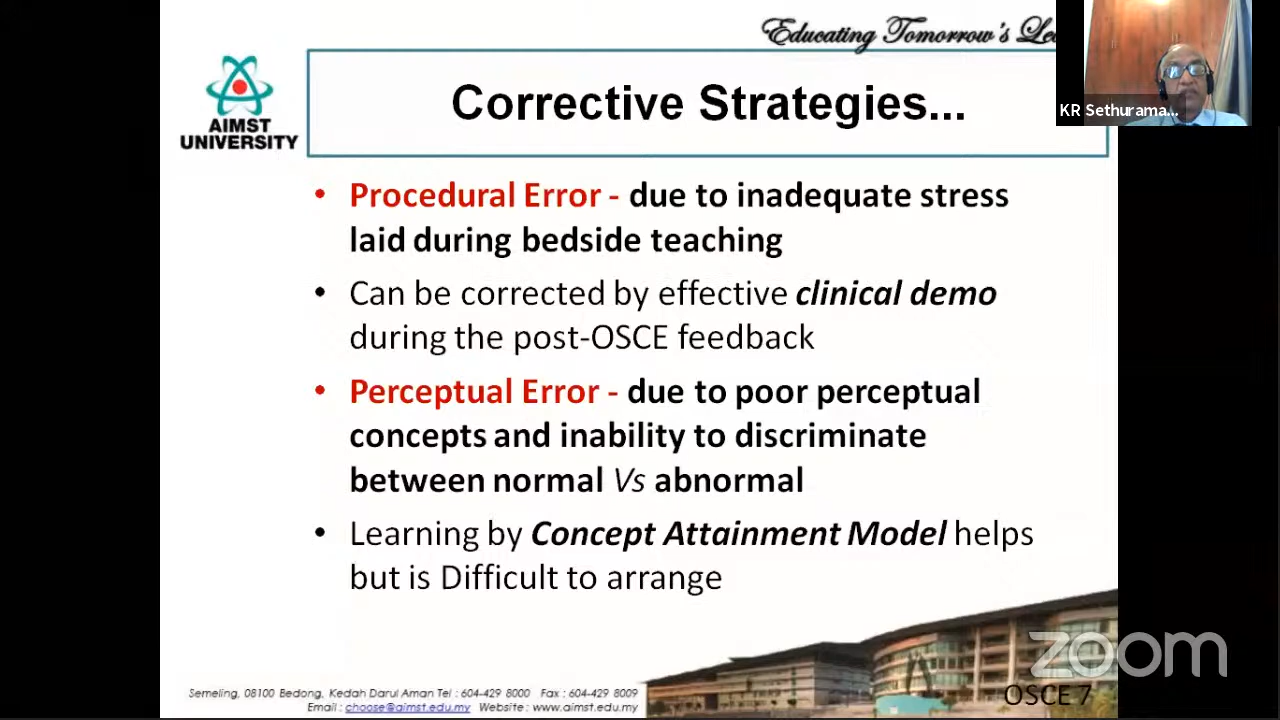 Educating Tomorrow's
KR Sethurama...
AIMST
UNIVERSITY
Corrective Strategies...
• Procedural Error - due to inadequate stress
laid during bedside teaching
• Can be corrected by effective clinical demo
during the post-OSCE feedback
• Perceptual Error - due to poor perceptual
concepts and inability to discriminate
between normal Vs abnormal
• Learning by Concept Attainment Model helps
but is Difficult to arrange
zoom
Semeling, 08100 Bedong, Kedah Darul Aman Tel : 604-429 8000 Fax : 604-429 8009
Email : choose@aimst.edu.my Website : www.aimst.edu.my
OSCE 7